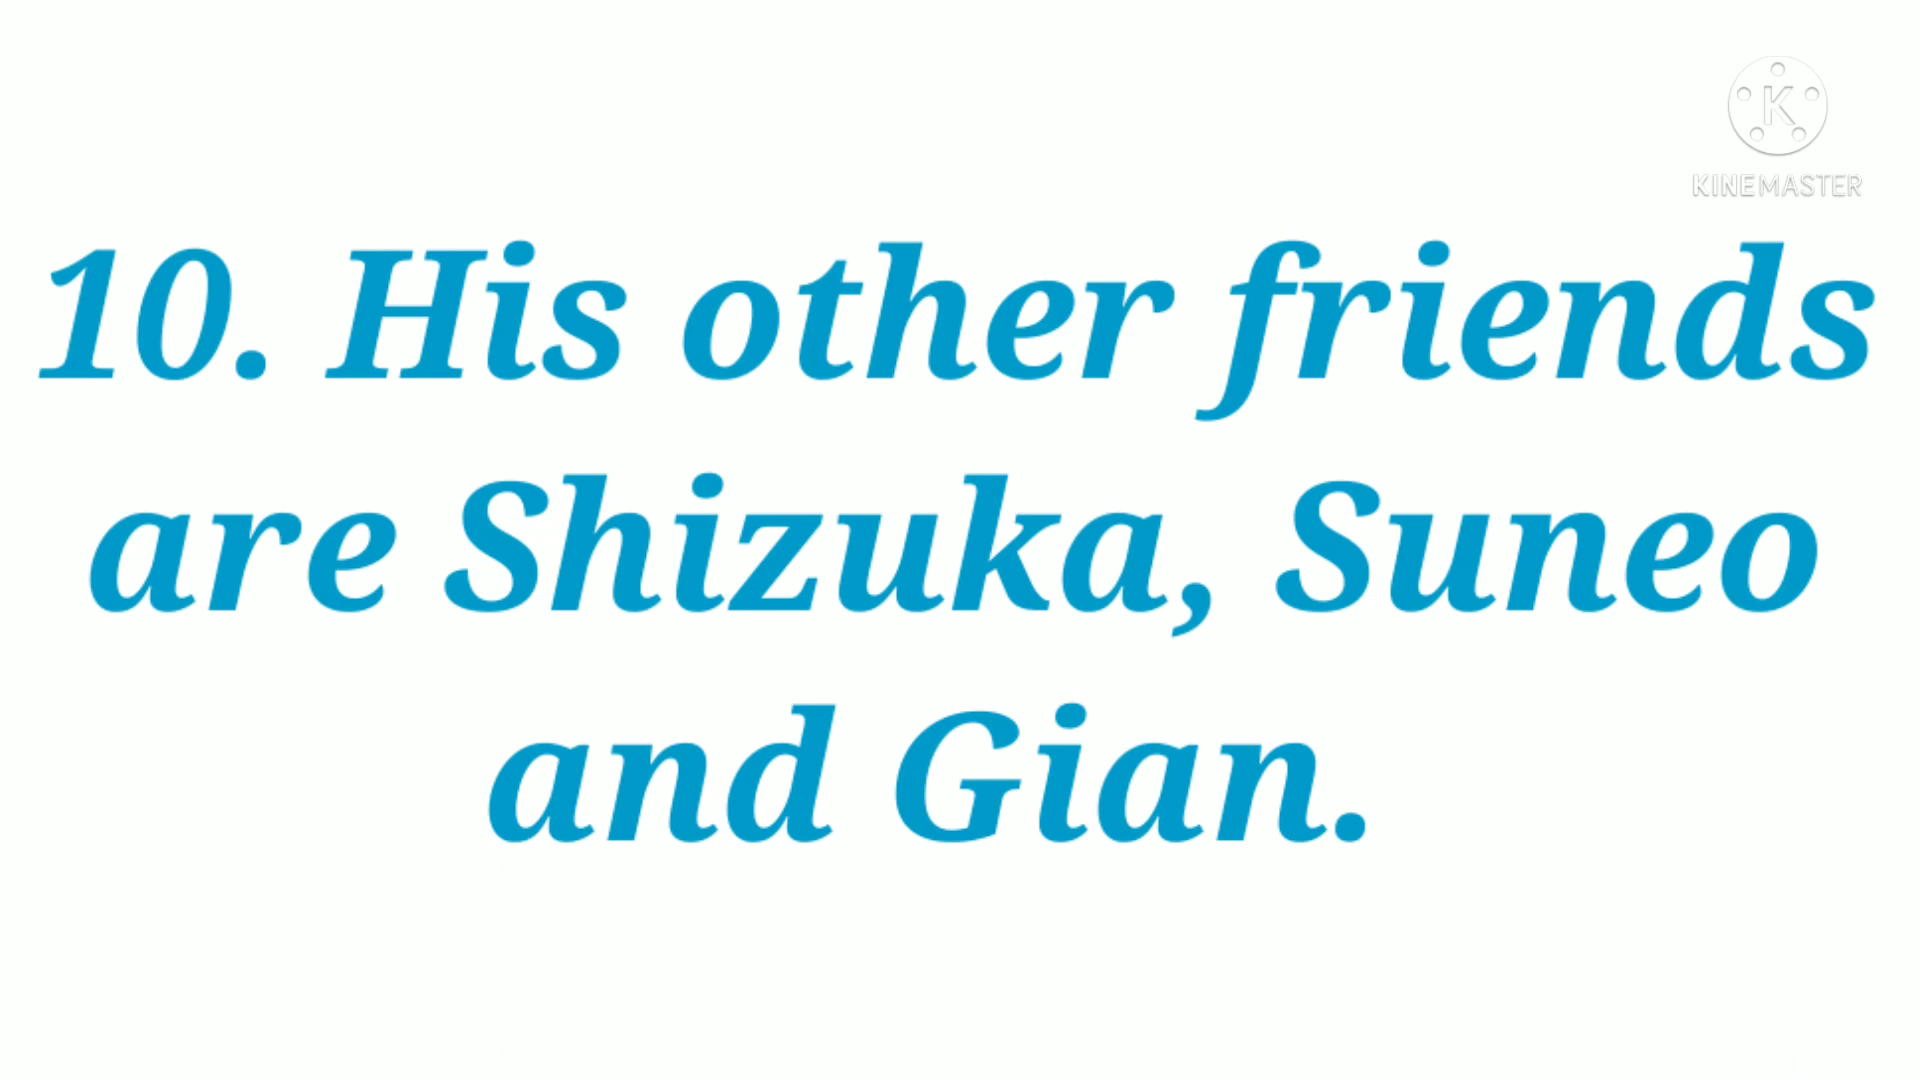 K
KINEMASTER
10. His other friends
are Shizuka, Suneo
and Gian.